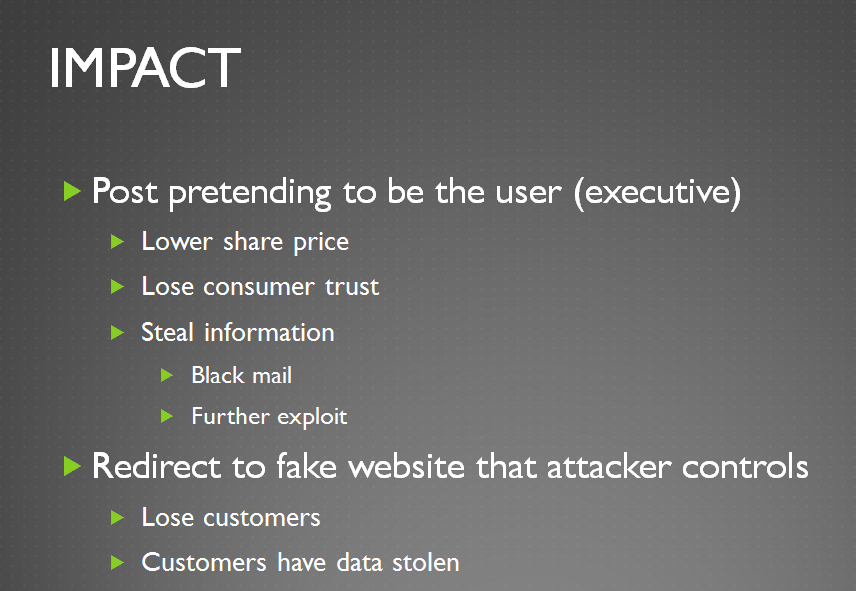 IMPACT
Post pretending to be the user (executive)
Lower share price
Lose consumer trust
Steal information
Black mail
Further exploit
Redirect to fake website that attacker controls
Lose customers
Customers have data stolen